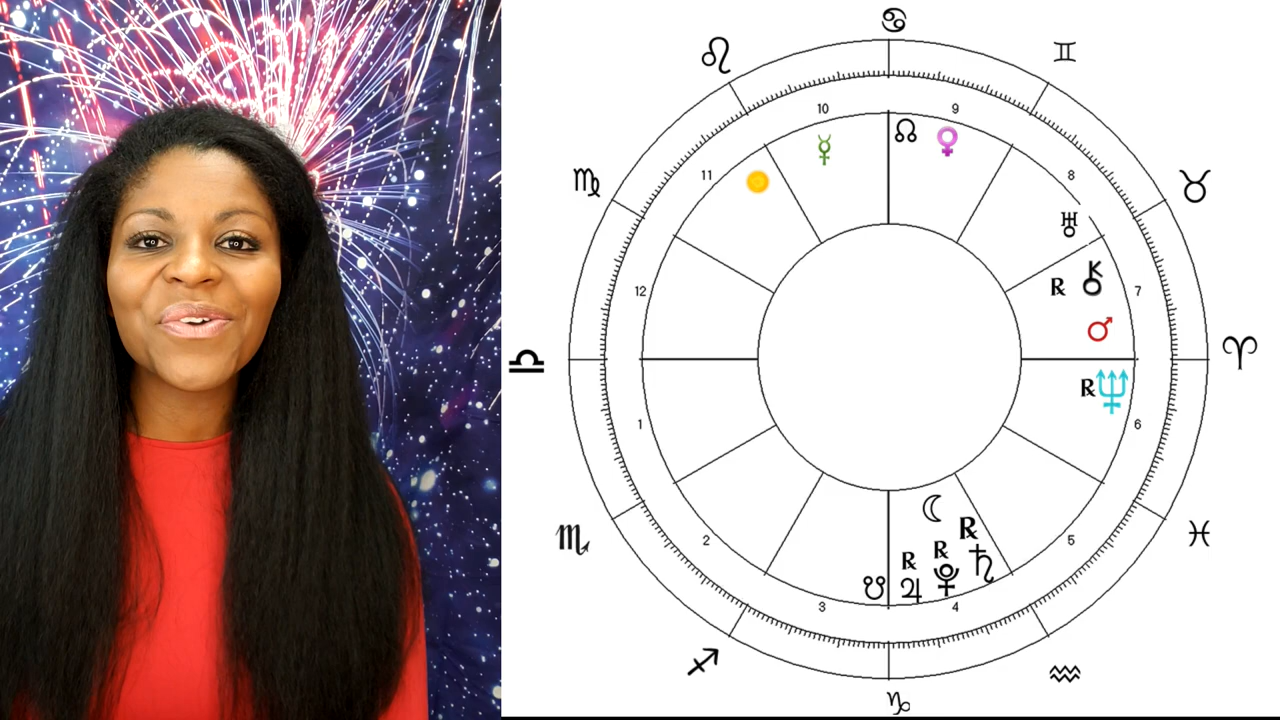 ♋
♌ ♊
10 9
☿ ☊ ♀
11 8
♍ ♉
♅
12 ℞ ⚷ 7
♂
♎ ♈
℞ ♆
1 6
☾
♏ 2 ℞ 5 ♓
℞ ℞ ♄
☋ ♃ ♇
3 4
♐ ♒
♑